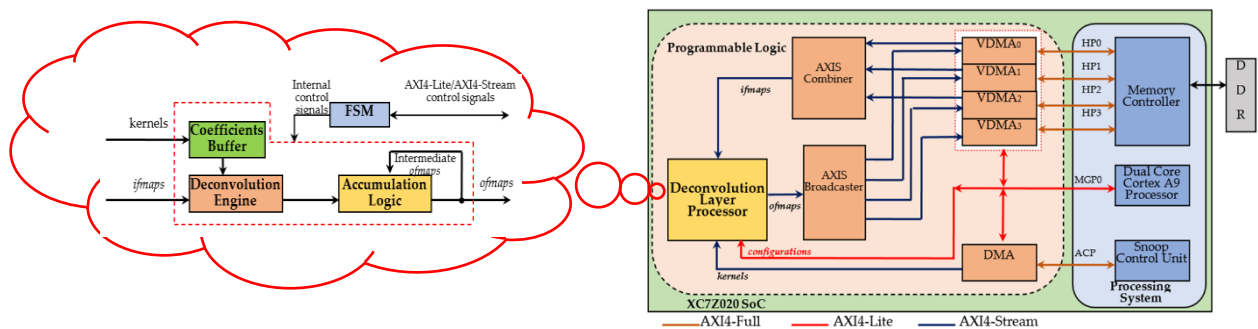 Internal
control
signals
AXI4-Lite/AXI4-Stream
control signals
FSM
kernels
Coefficients
Buffer
Intermediate
ofmaps
ifmaps
Deconvolution
Engine
Accumulation
Logic
ofmaps
Programmable Logic
AXIS
Combiner
ifmaps
VDMA0
VDMA1
VDMA2
VDMA3
HP0
HP1
HP2
HP3
Memory
Controller
D
D
R
Deconvolution
Layer
Processor
ofmaps
AXIS
Broadcaster
MGP0
Dual Core
Cortex A9
Processor
configurations
kernels
DMA
ACP
Snoop
Control Unit
Processing
System
XC7Z020 SoC
AXI4-Full
AXI4-Lite
AXI4-Stream